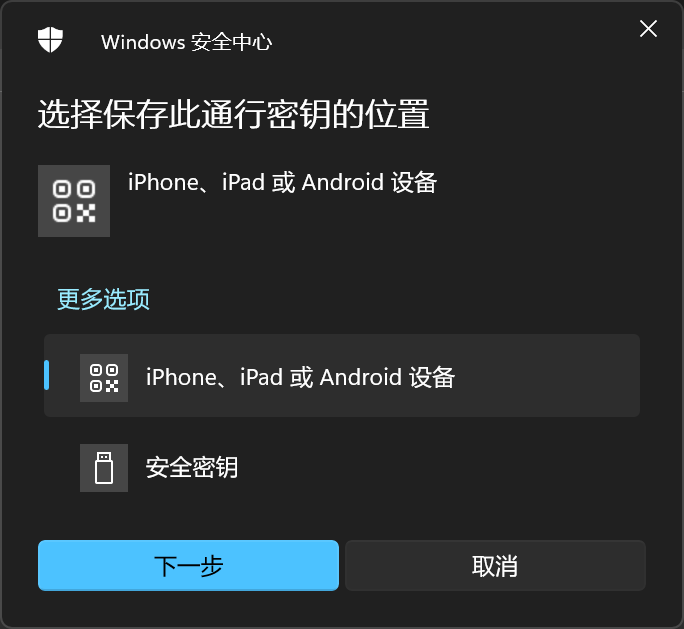 Windows 安全中心
选择保存此通行密钥的位置
iPhone、iPad 或 Android 设备
更多选项
iPhone、iPad 或 Android 设备
安全密钥
下一步
取消